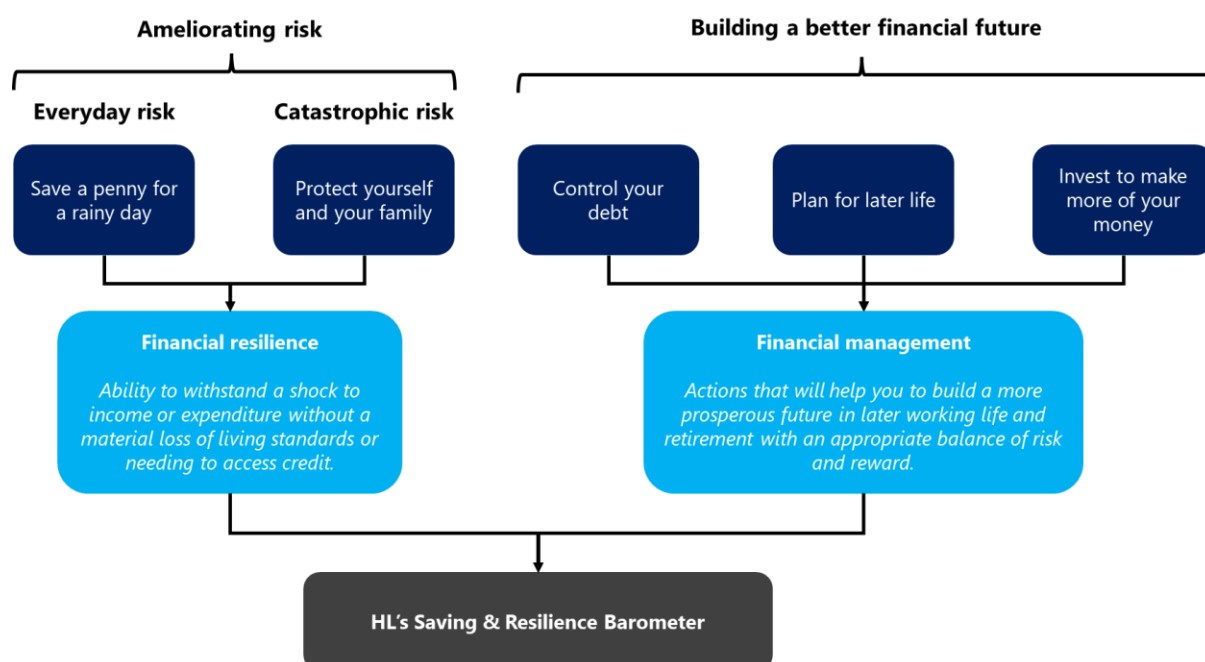 Ameliorating risk
Building a better financial future
Everyday risk
Catastrophic risk
Save a penny for
a rainy day
Protect yourself
and your family
Control your
debt
Plan for later life
Invest to make
more of your
money
Financial resilience
Ability to withstand a shock to
income or expenditure without a
material loss of living standards or
needing to access credit.
Financial management
Actions that will help you to build a more
prosperous future in later working life and
retirement with an appropriate balance of risk
and reward.
HL’s Saving & Resilience Barometer